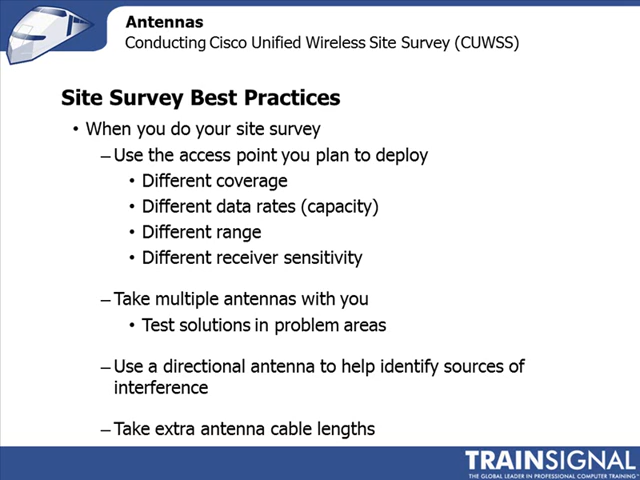 Antennas
Conducting Cisco Unified Wireless Site Survey (CUWSS)
Site Survey Best Practices
• When you do your site survey
– Use the access point you plan to deploy
• Different coverage
• Different data rates (capacity)
• Different range
• Different receiver sensitivity
– Take multiple antennas with you
• Test solutions in problem areas
– Use a directional antenna to help identify sources of
interference
– Take extra antenna cable lengths
TRAINSIGNAL
THE GLOBAL LEADER IN PROFESSIONAL COMPUTER TRAINING